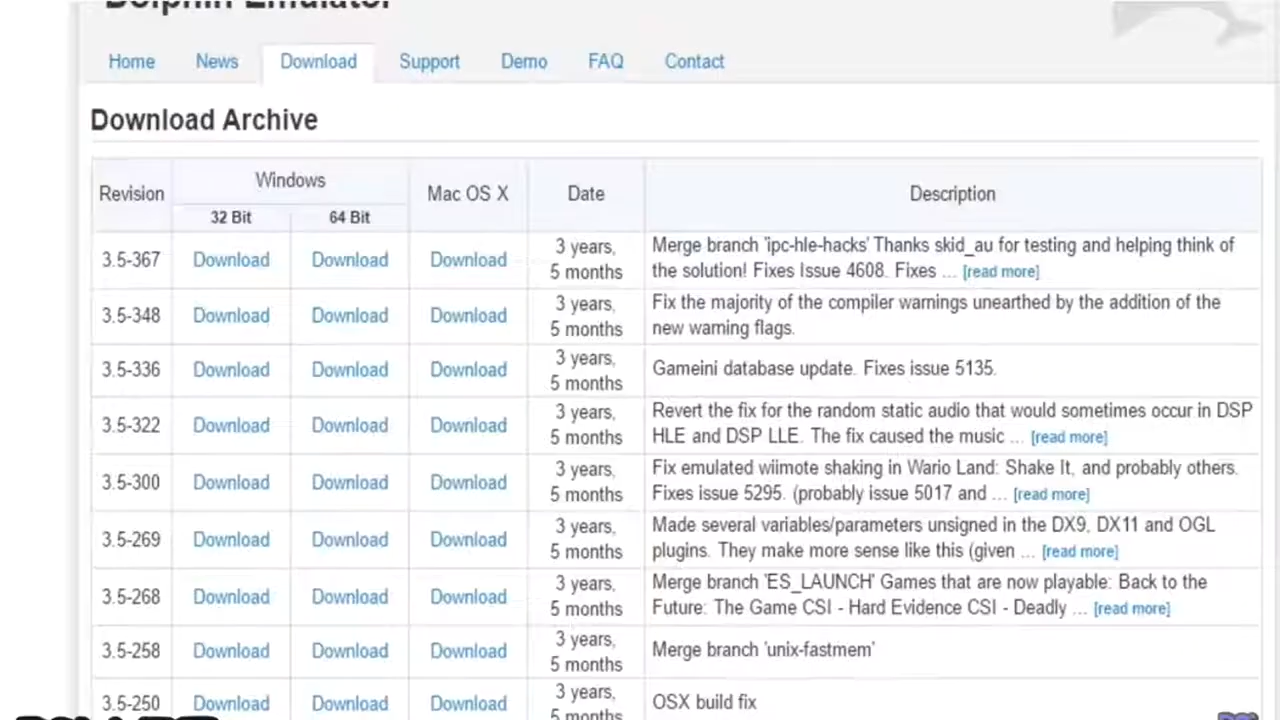 Dolphin Emulator
Home News Download Support Demo FAQ Contact
Download Archive
Revision Windows Mac OS X Date Description
32 Bit 64 Bit
3.5-367 Download Download Download 3 years, 5 months Merge branch 'ipc-hle-hacks' Thanks skid_au for testing and helping think of
the solution! Fixes Issue 4608. Fixes ... [read more]
3.5-348 Download Download Download 3 years, 5 months Fix the majority of the compiler warnings unearthed by the addition of the
new warning flags.
3.5-336 Download Download Download 3 years, 5 months Gameini database update. Fixes issue 5135.
3.5-322 Download Download Download 3 years, 5 months Revert the fix for the random static audio that would sometimes occur in DSP
HLE and DSP LLE. The fix caused the music ... [read more]
3.5-300 Download Download Download 3 years, 5 months Fix emulated wiimote shaking in Wario Land: Shake It, and probably others.
Fixes issue 5295. (probably issue 5017 and ... [read more]
3.5-269 Download Download Download 3 years, 5 months Made several variables/parameters unsigned in the DX9, DX11 and OGL
plugins. They make more sense like this (given ... [read more]
3.5-268 Download Download Download 3 years, 5 months Merge branch 'ES_LAUNCH' Games that are now playable: Back to the
Future: The Game CSI - Hard Evidence CSI - Deadly ... [read more]
3.5-258 Download Download Download 3 years, 5 months Merge branch 'unix-fastmem'
3.5-250 Download Download Download 3 years, 5 months OSX build fix